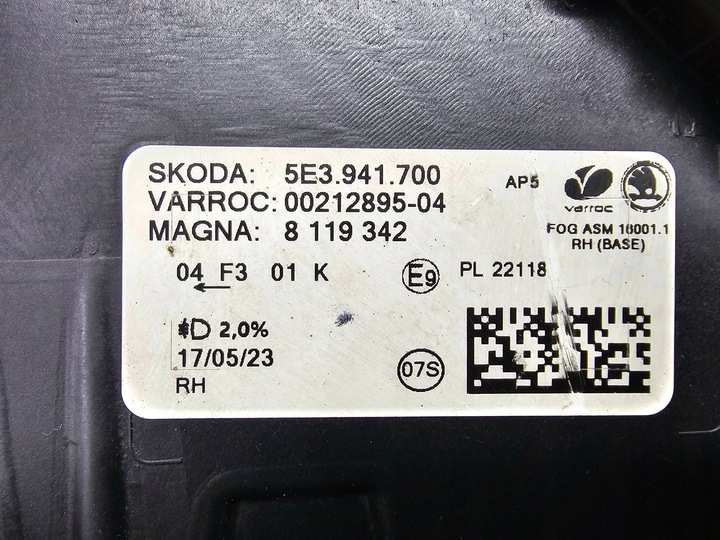 SKODA: 5E3.941.700
VARROC: 00212895-04
MAGNA: 8 119 342
AP5
varroc
FOG ASM 16001.1
RH (BASE)
04 F3 01 K
E9
PL 22118
2,0%
17/05/23
RH
07S